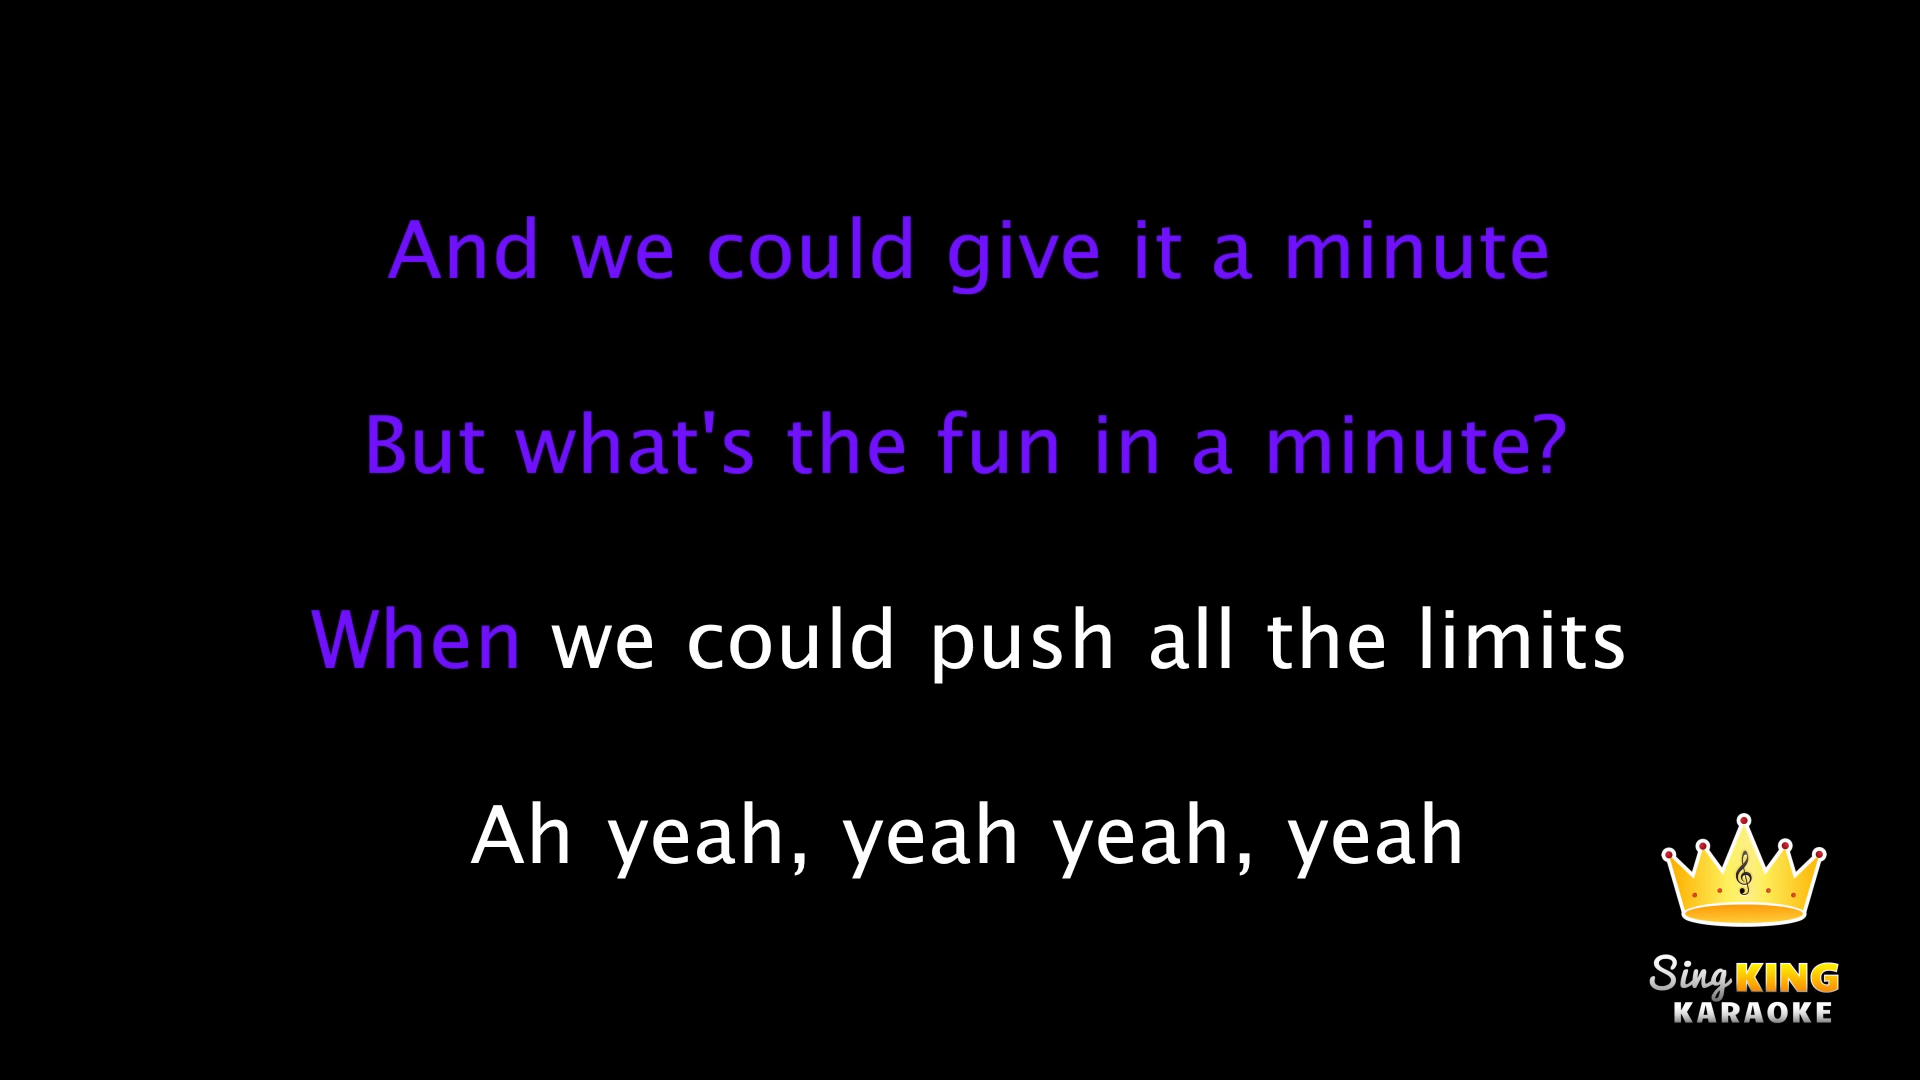 And we could give it a minute
But what's the fun in a minute?
When we could push all the limits
Ah yeah, yeah yeah, yeah
Sing KING
KARAOKE